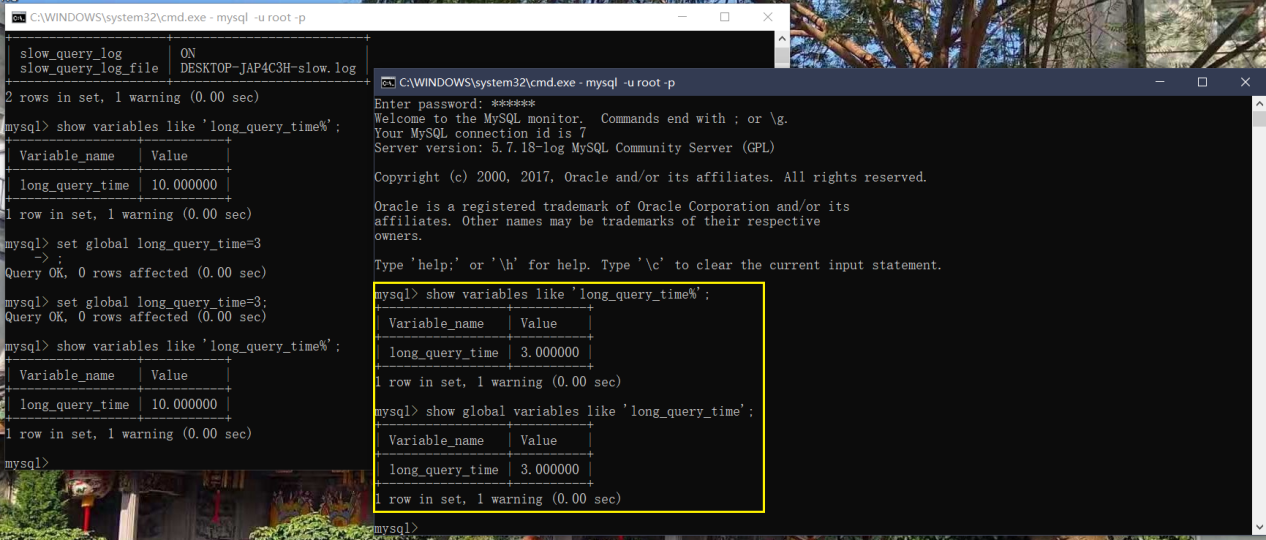 C:\WINDOWS\system32\cmd.exe - mysql -u root -p
+--------------------+--------------------------+
| slow_query_log | ON
| slow_query_log_file | DESKTOP-JAP4C3H-slow.log |
+--------------------+--------------------------+
2 rows in set, 1 warning (0.00 sec)
mysql> show variables like 'long_query_time%';
+-----------------+-----------+
| Variable_name | Value |
+-----------------+-----------+
| long_query_time | 10.000000 |
+-----------------+-----------+
1 row in set, 1 warning (0.00 sec)
mysql> set global long_query_time=3
-> ;
Query OK, 0 rows affected (0.00 sec)
mysql> set global long_query_time=3;
Query OK, 0 rows affected (0.00 sec)
mysql> show variables like 'long_query_time%';
+-----------------+-----------+
| Variable_name | Value |
+-----------------+-----------+
| long_query_time | 10.000000 |
+-----------------+-----------+
1 row in set, 1 warning (0.00 sec)
mysql>
C:\WINDOWS\system32\cmd.exe - mysql -u root -p
Enter password: ******
Welcome to the MySQL monitor. Commands end with ; or \g.
Your MySQL connection id is 7
Server version: 5.7.18-log MySQL Community Server (GPL)
Copyright (c) 2000, 2017, Oracle and/or its affiliates. All rights reserved.
Oracle is a registered trademark of Oracle Corporation and/or its
affiliates. Other names may be trademarks of their respective
owners.
Type 'help;' or '\h' for help. Type '\c' to clear the current input statement.
mysql> show variables like 'long_query_time%';
+-----------------+----------+
| Variable_name | Value |
+-----------------+----------+
| long_query_time | 3.000000 |
+-----------------+----------+
1 row in set, 1 warning (0.00 sec)
mysql> show global variables like 'long_query_time';
+-----------------+----------+
| Variable_name | Value |
+-----------------+----------+
| long_query_time | 3.000000 |
+-----------------+----------+
1 row in set, 1 warning (0.00 sec)
mysql>